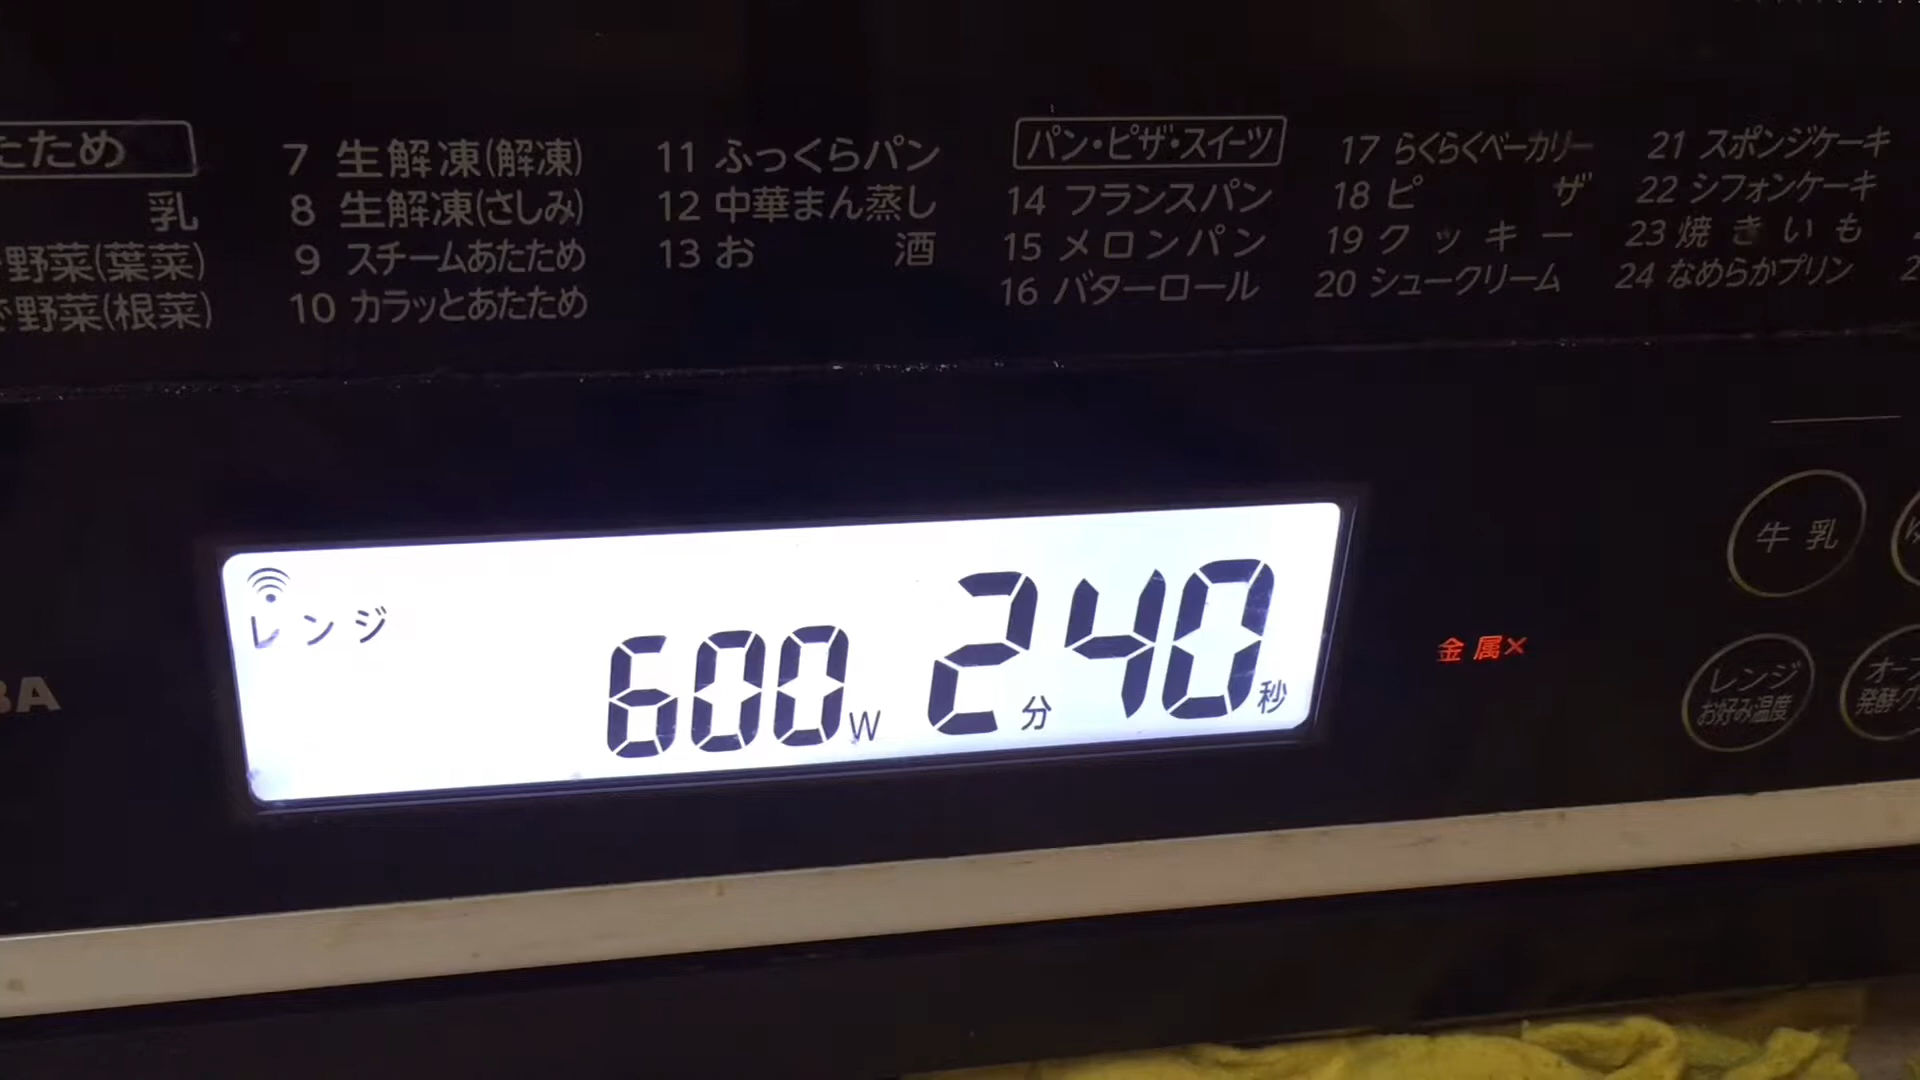 たため
乳
野菜(葉菜)
野菜(根菜)
7 生解凍(解凍)
8 生解凍(さしみ)
9 スチームあたため
10 カラッとあたため
11 ふっくらパン
12 中華まん蒸し
13 お酒
パン・ピザ・スイーツ
14 フランスパン
15 メロンパン
16 バターロール
17 らくらくベーカリー
18 ピザ
19 クッキー
20 シュークリーム
21 スポンジケーキ
22 シフォンケーキ
23 焼きいも
24 なめらかプリン
牛乳
レンジ
600W 2分40秒
金属×
BA
レンジ
お好み温度
オー
発酵・グ